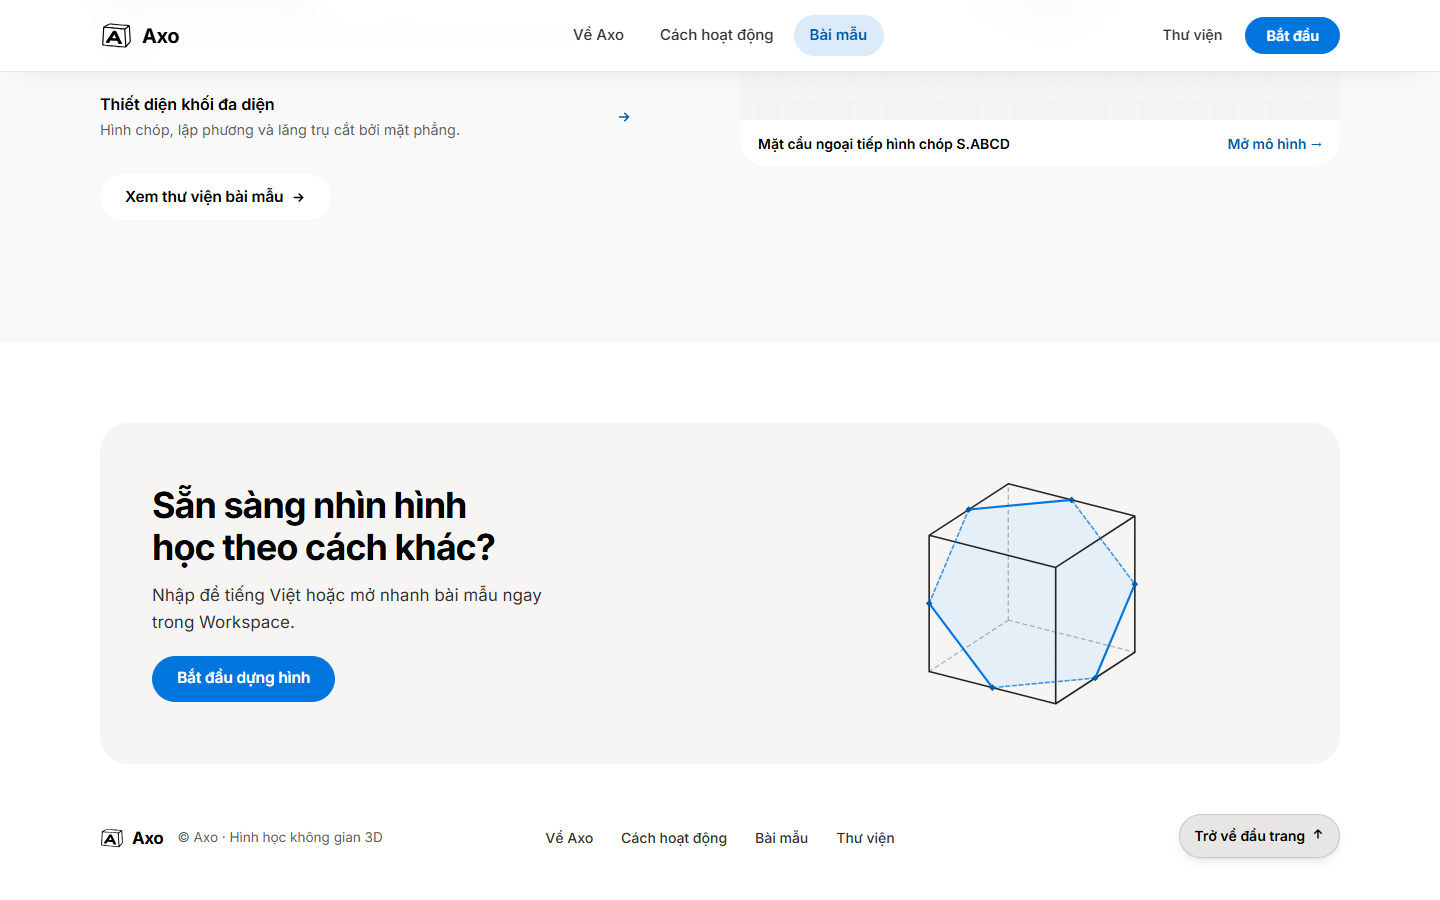 Axo
Về Axo
Cách hoạt động
Bài mẫu
Thư viện
Bắt đầu
Thiết diện khối đa diện
Hình chóp, lập phương và lăng trụ cắt bởi mặt phẳng.
→
Xem thư viện bài mẫu →
Mặt cầu ngoại tiếp hình chóp S.ABCD
Mở mô hình →
Sẵn sàng nhìn hình
học theo cách khác?
Nhập đề tiếng Việt hoặc mở nhanh bài mẫu ngay
trong Workspace.
Bắt đầu dựng hình
Axo
© Axo · Hình học không gian 3D
Về Axo
Cách hoạt động
Bài mẫu
Thư viện
Trở về đầu trang ↑